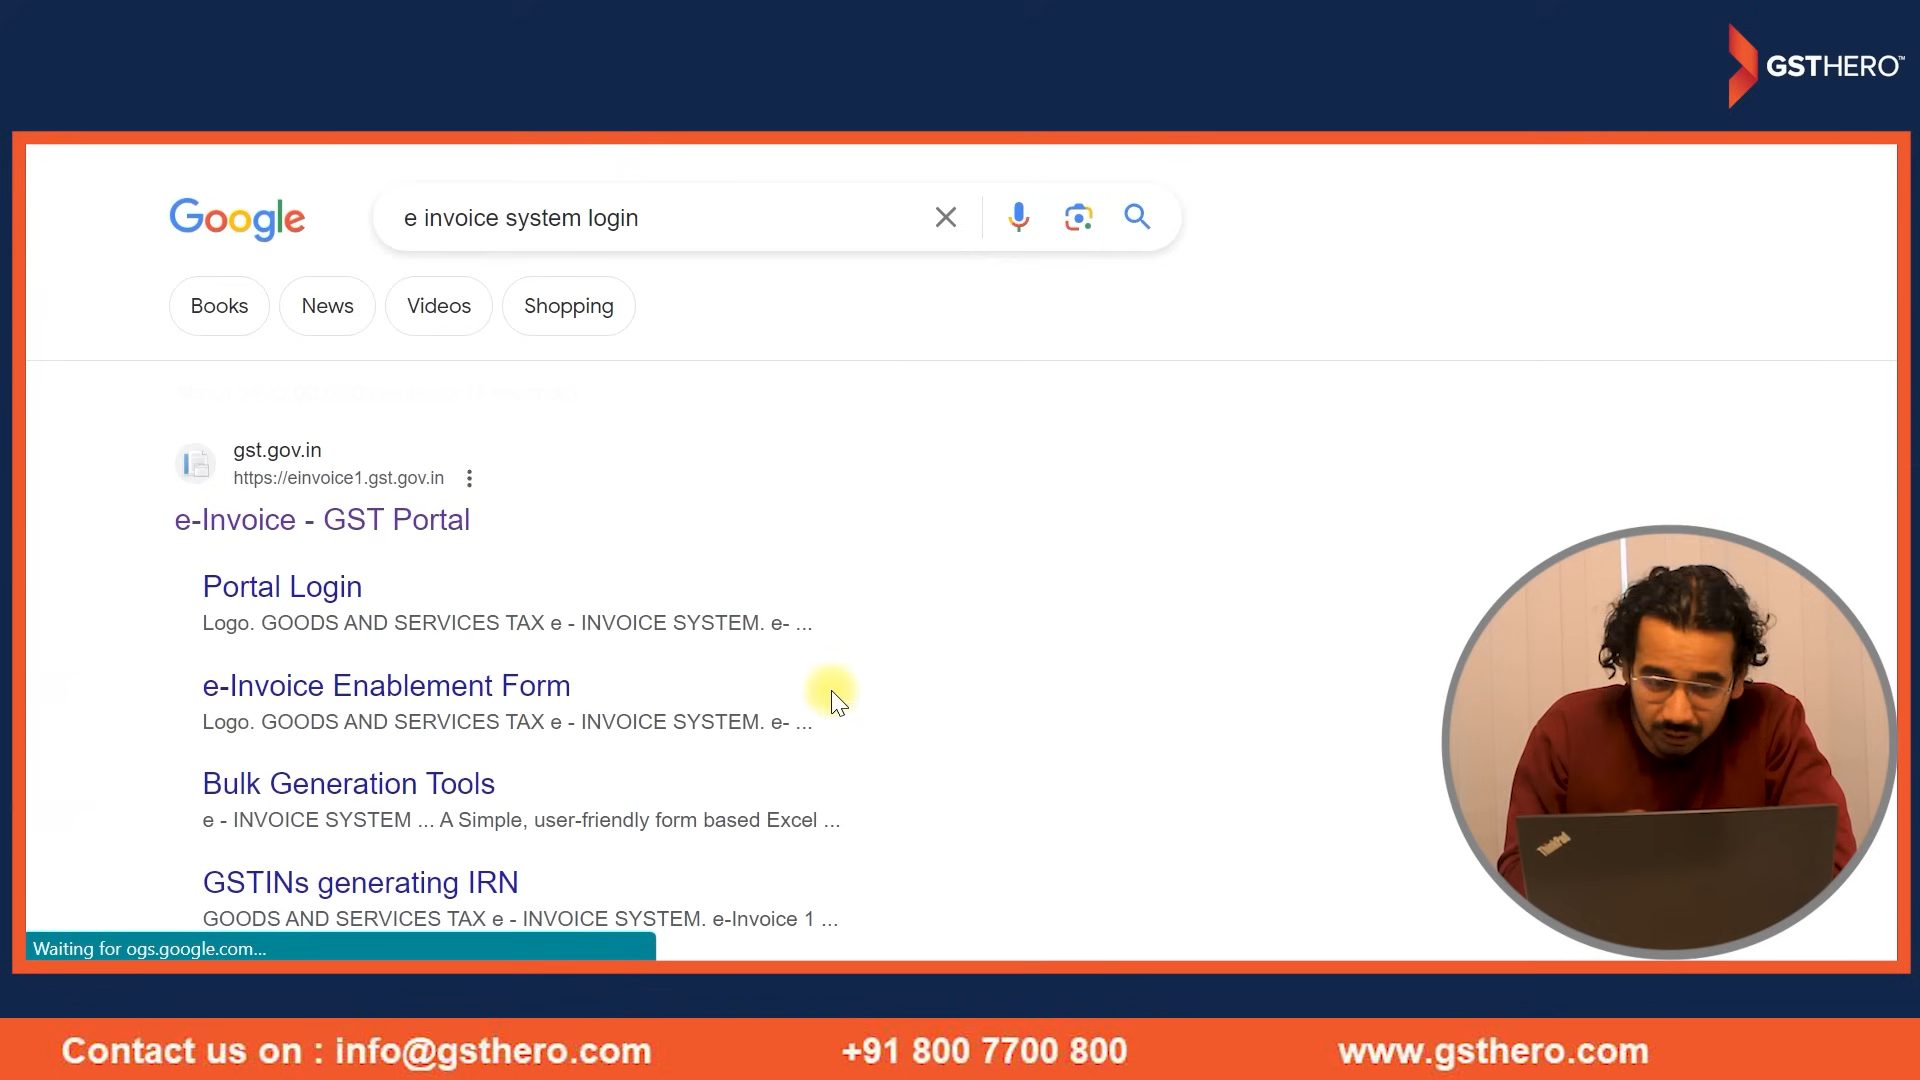 GSTHERO™
Google
e invoice system login
Books
News
Videos
Shopping
gst.gov.in
https://einvoice1.gst.gov.in
e-Invoice - GST Portal
Portal Login
Logo. GOODS AND SERVICES TAX e - INVOICE SYSTEM. e- ...
e-Invoice Enablement Form
Logo. GOODS AND SERVICES TAX e - INVOICE SYSTEM. e- ...
Bulk Generation Tools
e - INVOICE SYSTEM ... A Simple, user-friendly form based Excel ...
GSTINs generating IRN
GOODS AND SERVICES TAX e - INVOICE SYSTEM. e-Invoice 1 ...
Waiting for ogs.google.com...
ThinkPad
Contact us on : info@gsthero.com
+91 800 7700 800
www.gsthero.com